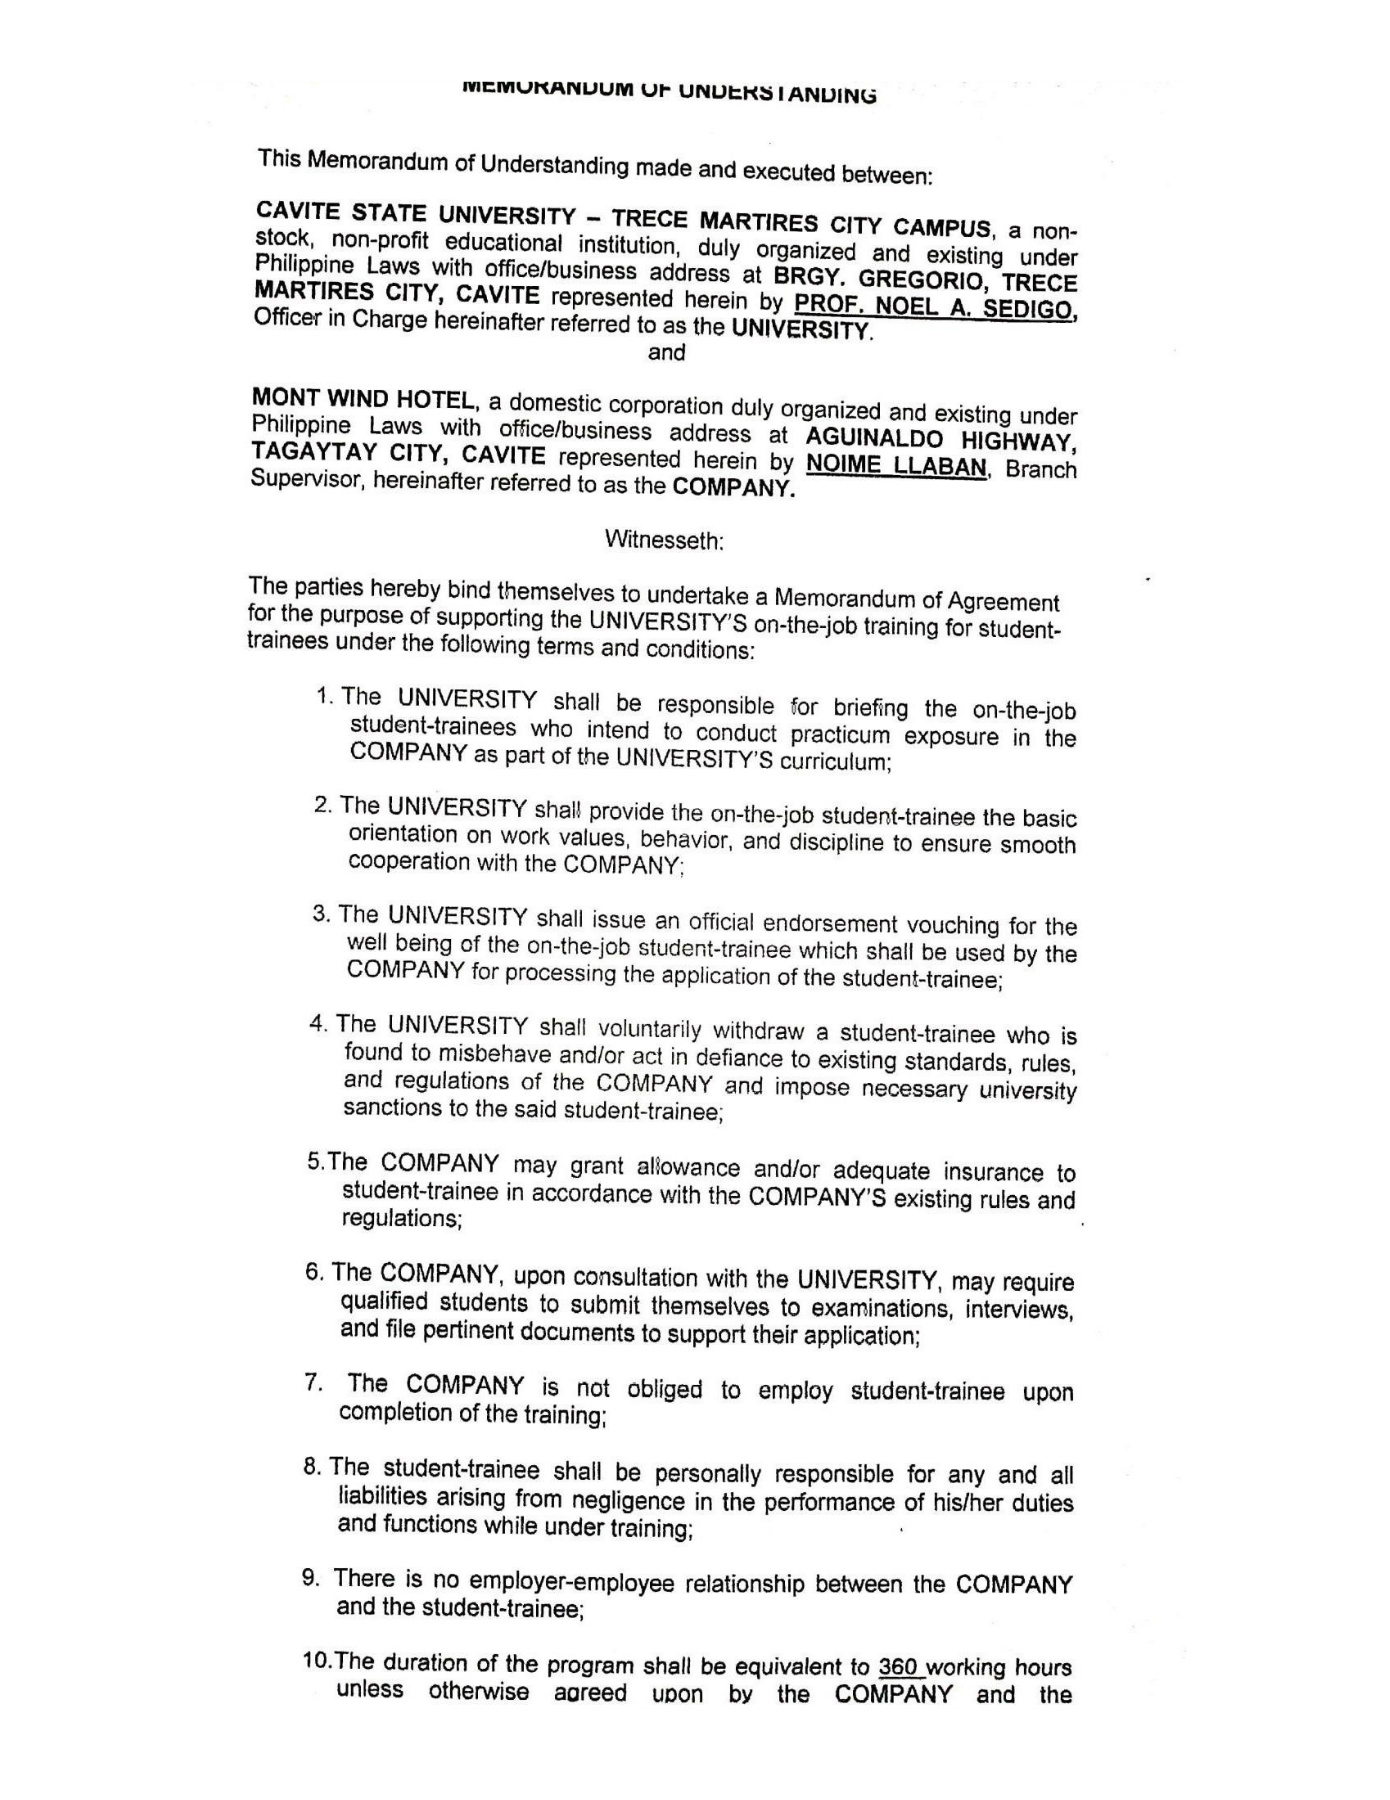 MEMORANDUM OF UNDERSTANDING
This Memorandum of Understanding made and executed between:
CAVITE STATE UNIVERSITY – TRECE MARTIRES CITY CAMPUS, a non-
stock, non-profit educational institution, duly organized and existing under
Philippine Laws with office/business address at BRGY. GREGORIO, TRECE
MARTIRES CITY, CAVITE represented herein by PROF. NOEL A. SEDIGO,
Officer in Charge hereinafter referred to as the UNIVERSITY.
and
MONT WIND HOTEL, a domestic corporation duly organized and existing under
Philippine Laws with office/business address at AGUINALDO HIGHWAY,
TAGAYTAY CITY, CAVITE represented herein by NOIME LLABAN, Branch
Supervisor, hereinafter referred to as the COMPANY.
Witnesseth:
The parties hereby bind themselves to undertake a Memorandum of Agreement
for the purpose of supporting the UNIVERSITY'S on-the-job training for student-
trainees under the following terms and conditions:
1. The UNIVERSITY shall be responsible for briefing the on-the-job
student-trainees who intend to conduct practicum exposure in the
COMPANY as part of the UNIVERSITY'S curriculum;
2. The UNIVERSITY shall provide the on-the-job student-trainee the basic
orientation on work values, behavior, and discipline to ensure smooth
cooperation with the COMPANY;
3. The UNIVERSITY shall issue an official endorsement vouching for the
well being of the on-the-job student-trainee which shall be used by the
COMPANY for processing the application of the student-trainee;
4. The UNIVERSITY shall voluntarily withdraw a student-trainee who is
found to misbehave and/or act in defiance to existing standards, rules,
and regulations of the COMPANY and impose necessary university
sanctions to the said student-trainee;
5.The COMPANY may grant allowance and/or adequate insurance to
student-trainee in accordance with the COMPANY'S existing rules and
regulations;
6. The COMPANY, upon consultation with the UNIVERSITY, may require
qualified students to submit themselves to examinations, interviews,
and file pertinent documents to support their application;
7. The COMPANY is not obliged to employ student-trainee upon
completion of the training;
8. The student-trainee shall be personally responsible for any and all
liabilities arising from negligence in the performance of his/her duties
and functions while under training;
9. There is no employer-employee relationship between the COMPANY
and the student-trainee;
10.The duration of the program shall be equivalent to 360 working hours
unless otherwise agreed upon by the COMPANY and the